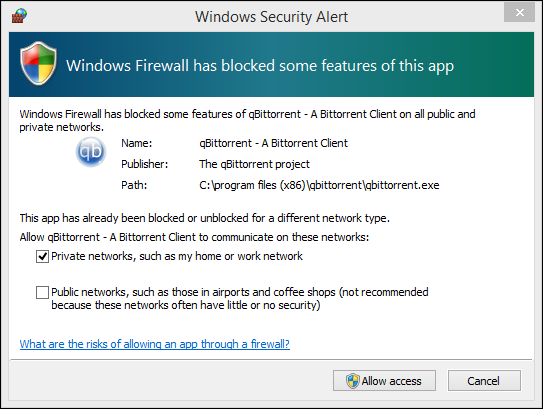 Windows Security Alert
Windows Firewall has blocked some features of this app
Windows Firewall has blocked some features of qBittorrent - A Bittorrent Client on all public and
private networks.
qb
Name: qBittorrent - A Bittorrent Client
Publisher: The qBittorrent project
Path: C:\program files (x86)\qbittorrent\qbittorrent.exe
This app has already been blocked or unblocked for a different network type.
Allow qBittorrent - A Bittorrent Client to communicate on these networks:
Private networks, such as my home or work network
Public networks, such as those in airports and coffee shops (not recommended
because these networks often have little or no security)
What are the risks of allowing an app through a firewall?
Allow access Cancel